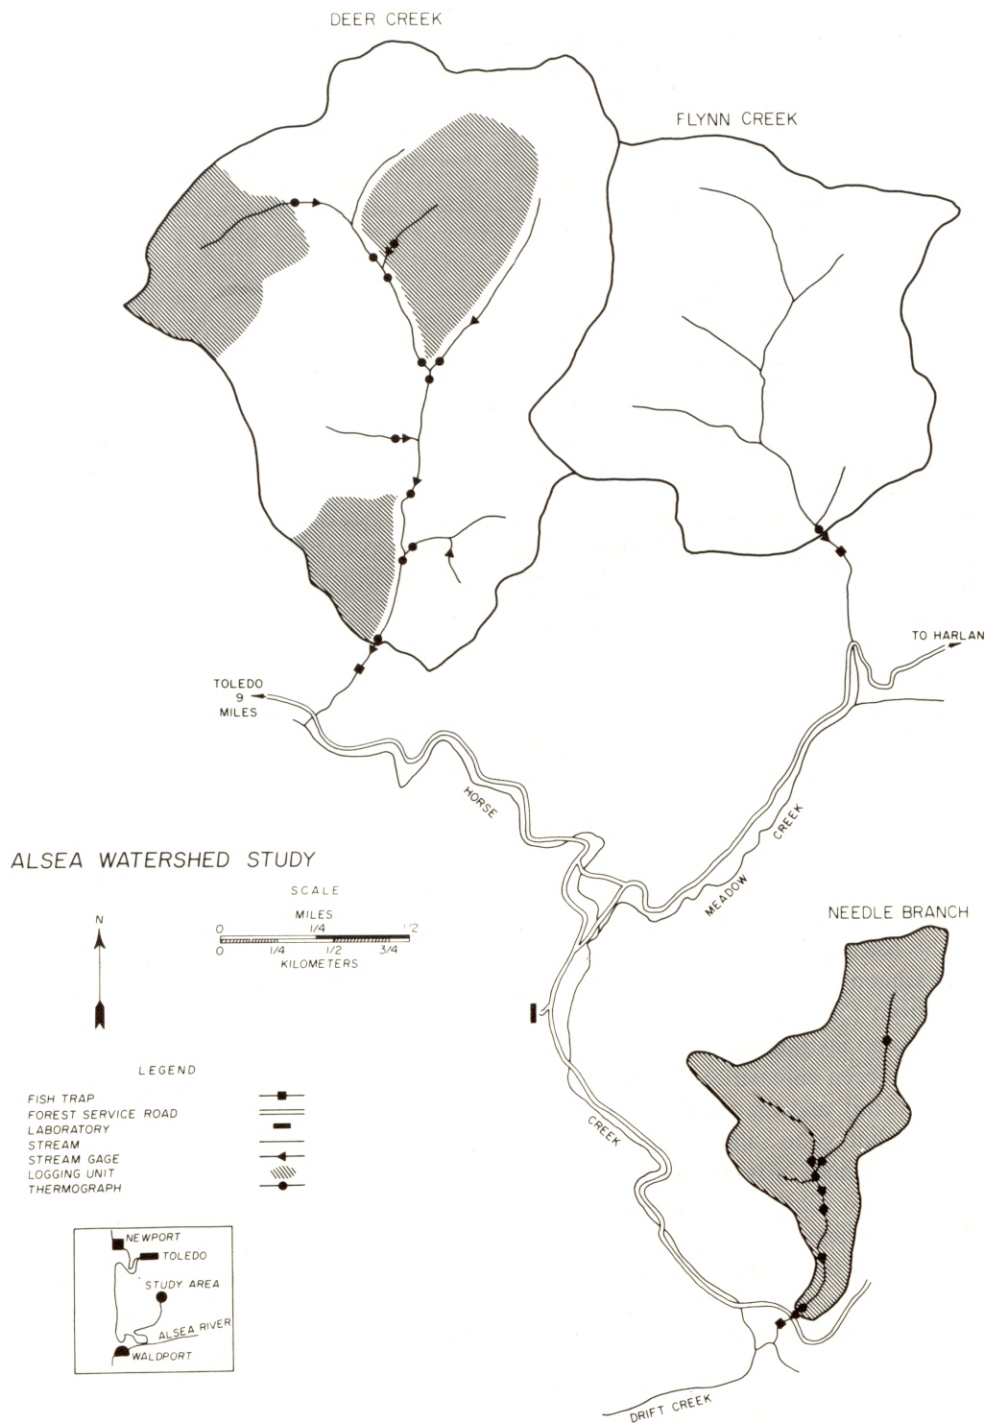 DEER CREEK
FLYNN CREEK
TO HARLAN
TOLEDO
9
MILES
HORSE
CREEK
MEADOW
ALSEA WATERSHED STUDY
SCALE
MILES
0 1/4 1/2
0 1/4 1/2 3/4
KILOMETERS
NEEDLE BRANCH
N
CREEK
LEGEND
FISH TRAP
FOREST SERVICE ROAD
LABORATORY
STREAM
STREAM GAGE
LOGGING UNIT
THERMOGRAPH
NEWPORT
TOLEDO
STUDY AREA
ALSEA RIVER
WALDPORT
DRIFT CREEK